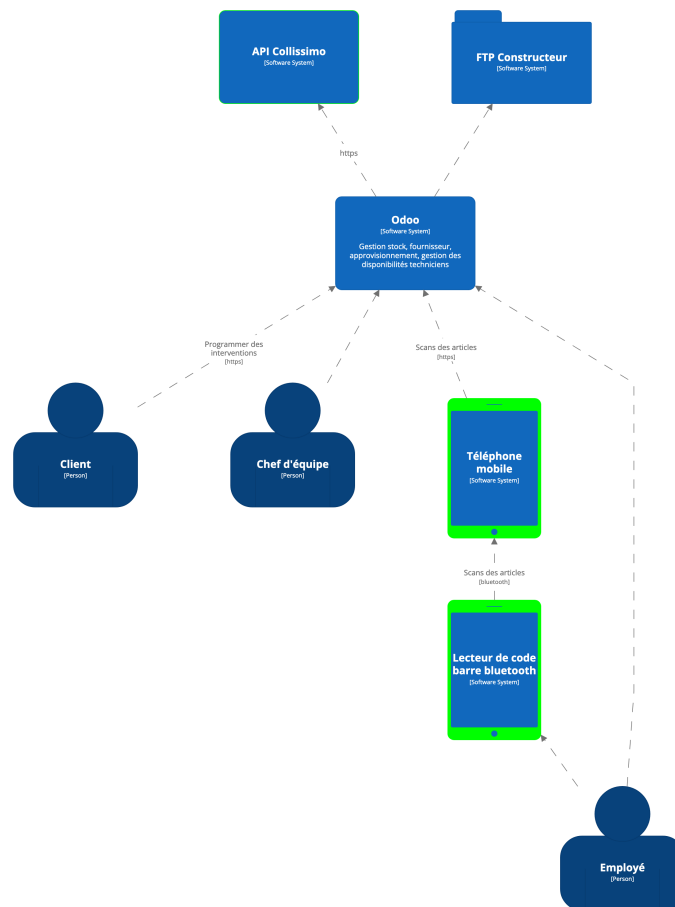 API Collissimo
[Software System]
FTP Constructeur
[Software System]
https
Odoo
[Software System]
Gestion stock, fournisseur,
approvisionnement, gestion des
disponibilités techniciens
Programmer des
interventions
[https]
Scans des articles
[https]
Client
[Person]
Chef d'équipe
[Person]
Téléphone
mobile
[Software System]
Scans des articles
[bluetooth]
Lecteur de code
barre bluetooth
[Software System]
Employé
[Person]